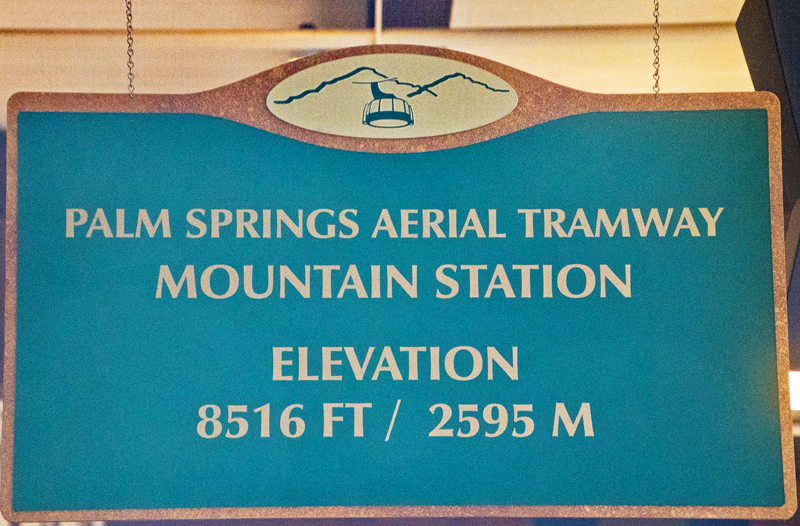 PALM SPRINGS AERIAL TRAMWAY
MOUNTAIN STATION
ELEVATION
8516 FT / 2595 M